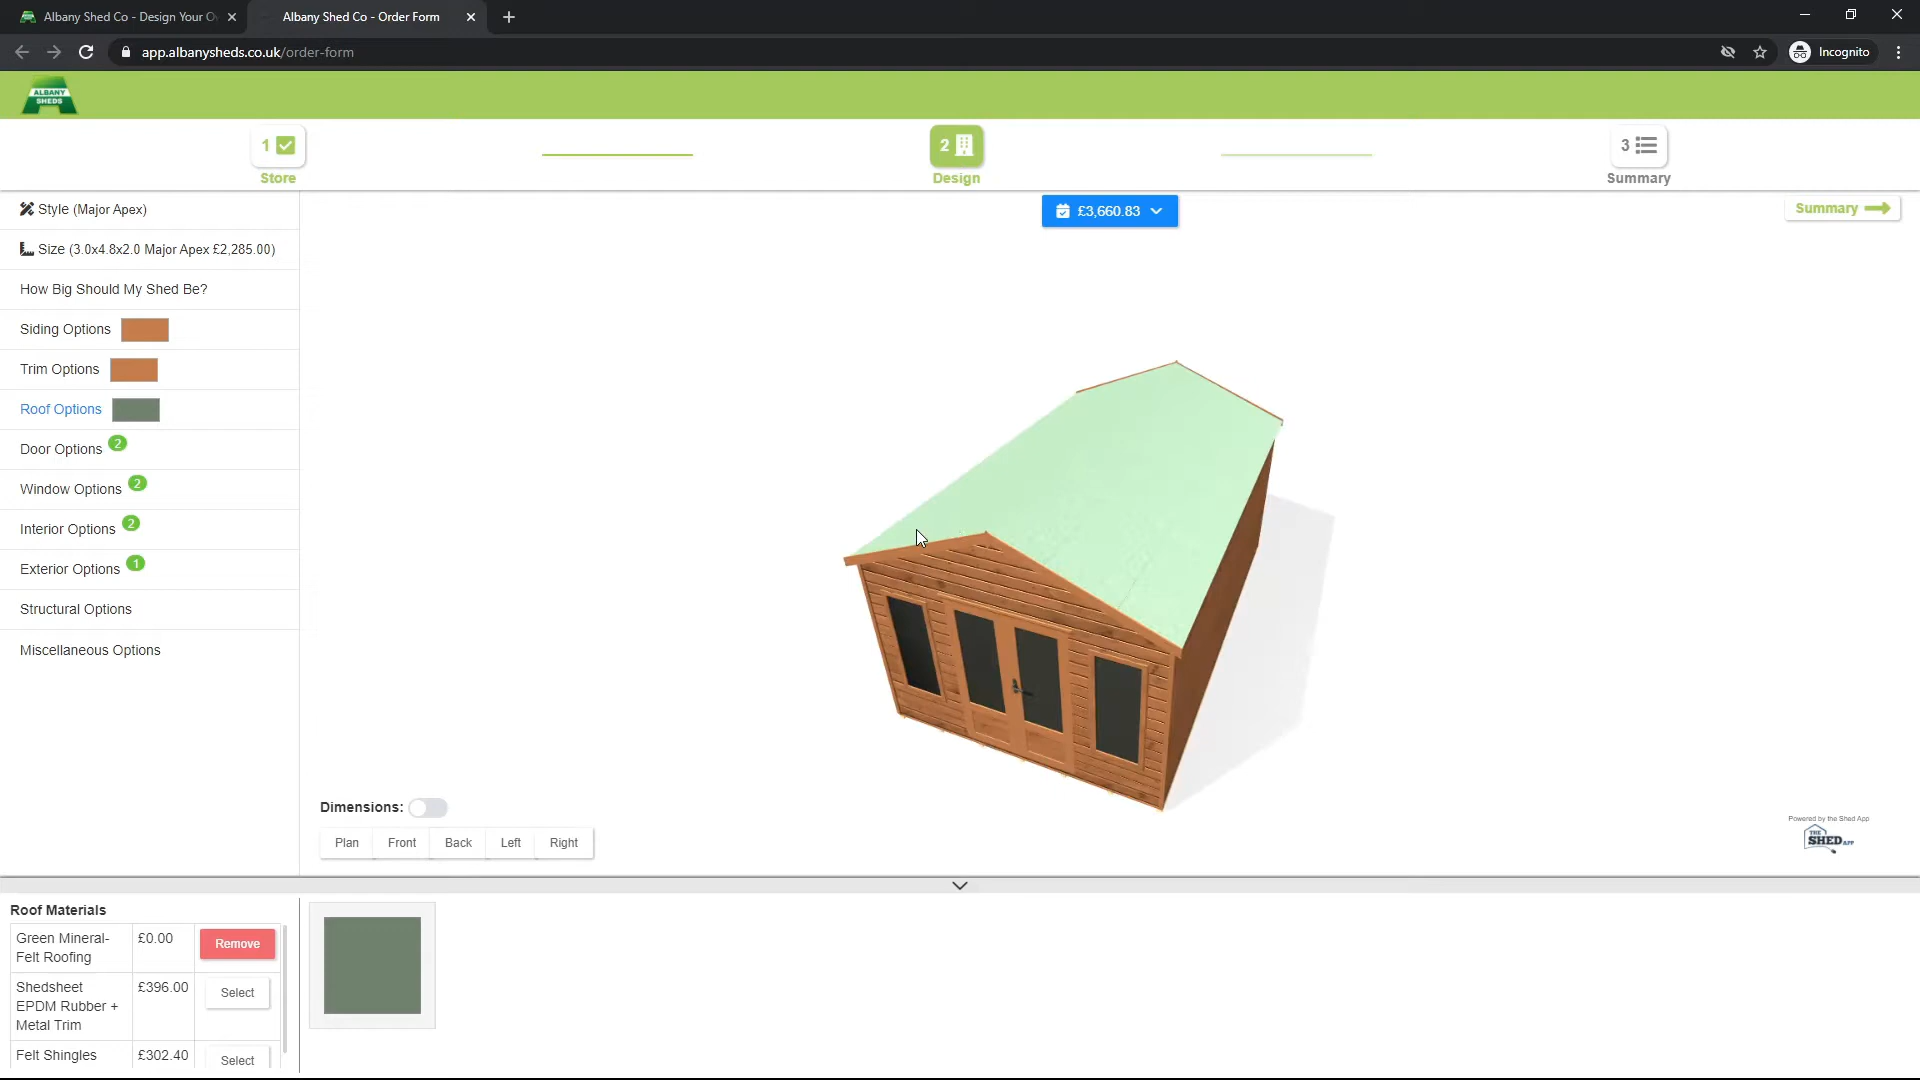 Albany Shed Co - Design Your Ow
Albany Shed Co - Order Form
app.albanysheds.co.uk/order-form
Incognito
ALBANY
SHEDS
1
Store
2
Design
3
Summary
Style (Major Apex)
Size (3.0x4.8x2.0 Major Apex £2,285.00)
How Big Should My Shed Be?
Siding Options
Trim Options
Roof Options
Door Options 2
Window Options 2
Interior Options 2
Exterior Options 1
Structural Options
Miscellaneous Options
£3,660.83
Summary
Dimensions:
Plan
Front
Back
Left
Right
Powered by the Shed App
THE
SHED APP
Roof Materials
Green Mineral-
Felt Roofing
£0.00
Remove
Shedsheet
EPDM Rubber +
Metal Trim
£396.00
Select
Felt Shingles
£302.40
Select